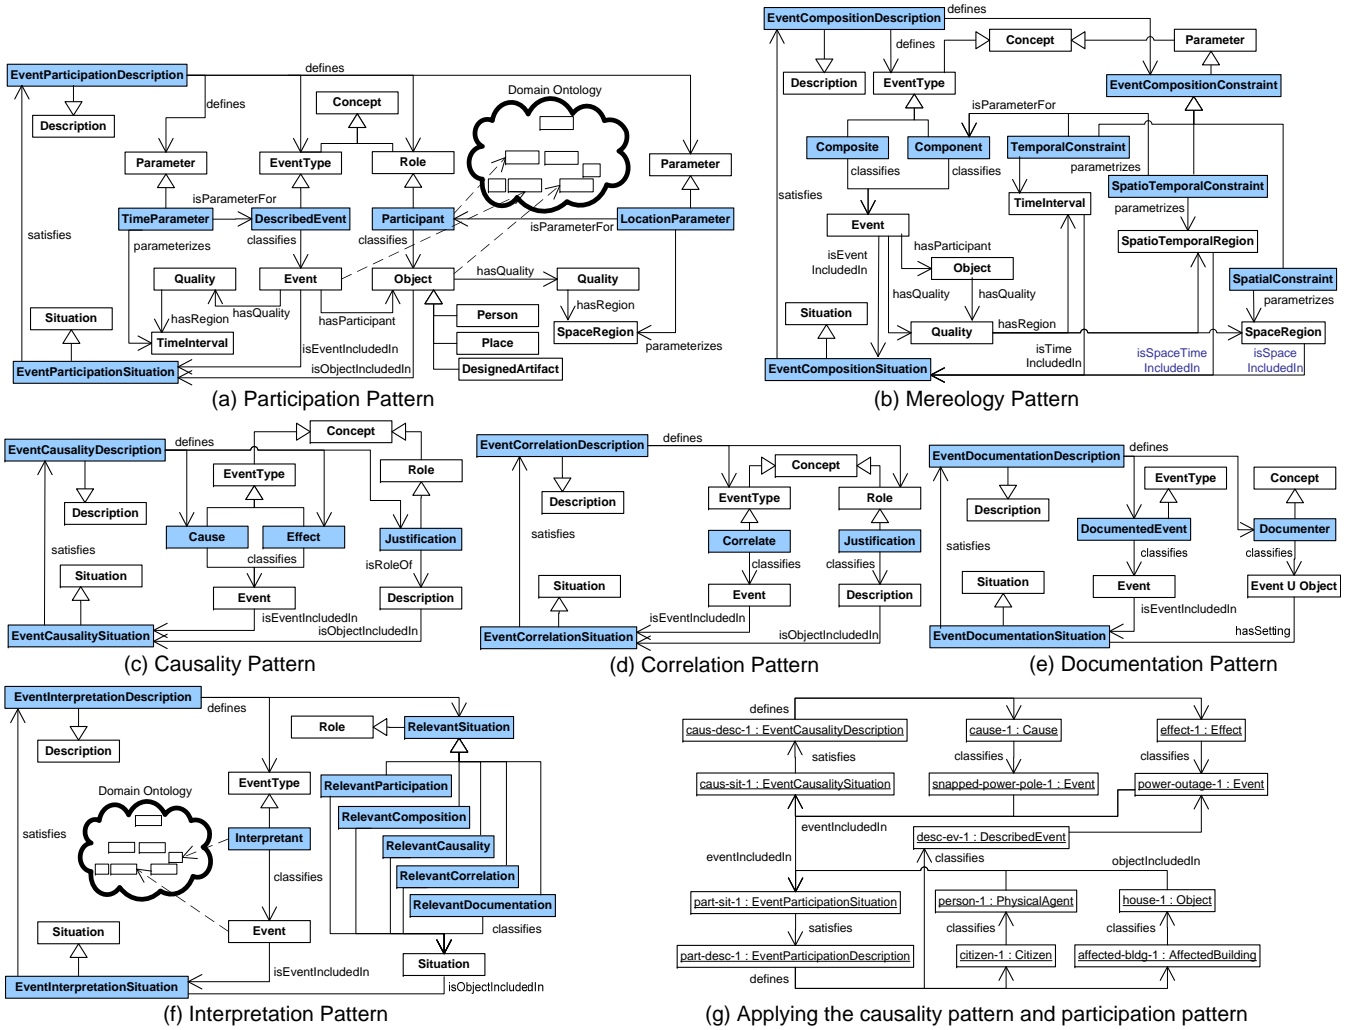 EventParticipationDescription
defines
defines
Description
Concept
Domain Ontology
Parameter
EventType
Role
Parameter
isParameterFor
TimeParameter
DescribedEvent
Participant
LocationParameter
isParameterFor
satisfies
parameterizes
classifies
classifies
Quality
Event
Object
hasQuality
Quality
hasRegion
hasQuality
hasParticipant
Situation
Person
TimeInterval
Place
SpaceRegion
isEventIncludedIn
parameterizes
EventParticipationSituation
isObjectIncludedIn
DesignedArtifact
(a) Participation Pattern
EventCompositionDescription
defines
defines
Concept
Parameter
Description
EventType
EventCompositionConstraint
isParameterFor
Composite
Component
TemporalConstraint
parametrizes
classifies
classifies
SpatioTemporalConstraint
satisfies
TimeInterval
parametrizes
Event
SpatioTemporalRegion
hasParticipant
isEvent
IncludedIn
Object
SpatialConstraint
hasQuality
hasQuality
parametrizes
Situation
Quality
hasRegion
SpaceRegion
isTime
IncludedIn
isSpaceTime
IncludedIn
isSpace
IncludedIn
EventCompositionSituation
(b) Mereology Pattern
EventCausalityDescription
defines
Concept
EventType
Role
Description
Cause
Effect
Justification
satisfies
classifies
isRoleOf
Situation
Event
Description
isEventIncludedIn
EventCausalitySituation
isObjectIncludedIn
(c) Causality Pattern
EventCorrelationDescription
defines
Concept
Description
EventType
Role
Correlate
Justification
satisfies
classifies
classifies
Situation
Event
Description
isEventIncludedIn
EventCorrelationSituation
isObjectIncludedIn
(d) Correlation Pattern
defines
EventDocumentationDescription
EventType
Concept
Description
DocumentedEvent
Documenter
satisfies
classifies
classifies
Situation
Event
Event U Object
isEventIncludedIn
EventDocumentationSituation
hasSetting
(e) Documentation Pattern
EventInterpretationDescription
defines
Role
RelevantSituation
Description
EventType
RelevantParticipation
Domain Ontology
RelevantComposition
satisfies
Interpretant
RelevantCausality
classifies
RelevantCorrelation
RelevantDocumentation
Event
classifies
Situation
Situation
isEventIncludedIn
EventInterpretationSituation
isObjectIncludedIn
(f) Interpretation Pattern
defines
caus-desc-1 : EventCausalityDescription
cause-1 : Cause
effect-1 : Effect
satisfies
classifies
classifies
caus-sit-1 : EventCausalitySituation
snapped-power-pole-1 : Event
power-outage-1 : Event
eventIncludedIn
desc-ev-1 : DescribedEvent
eventIncludedIn
classifies
objectIncludedIn
part-sit-1 : EventParticipationSituation
person-1 : PhysicalAgent
house-1 : Object
satisfies
classifies
classifies
part-desc-1 : EventParticipationDescription
citizen-1 : Citizen
affected-bldg-1 : AffectedBuilding
defines
(g) Applying the causality pattern and participation pattern